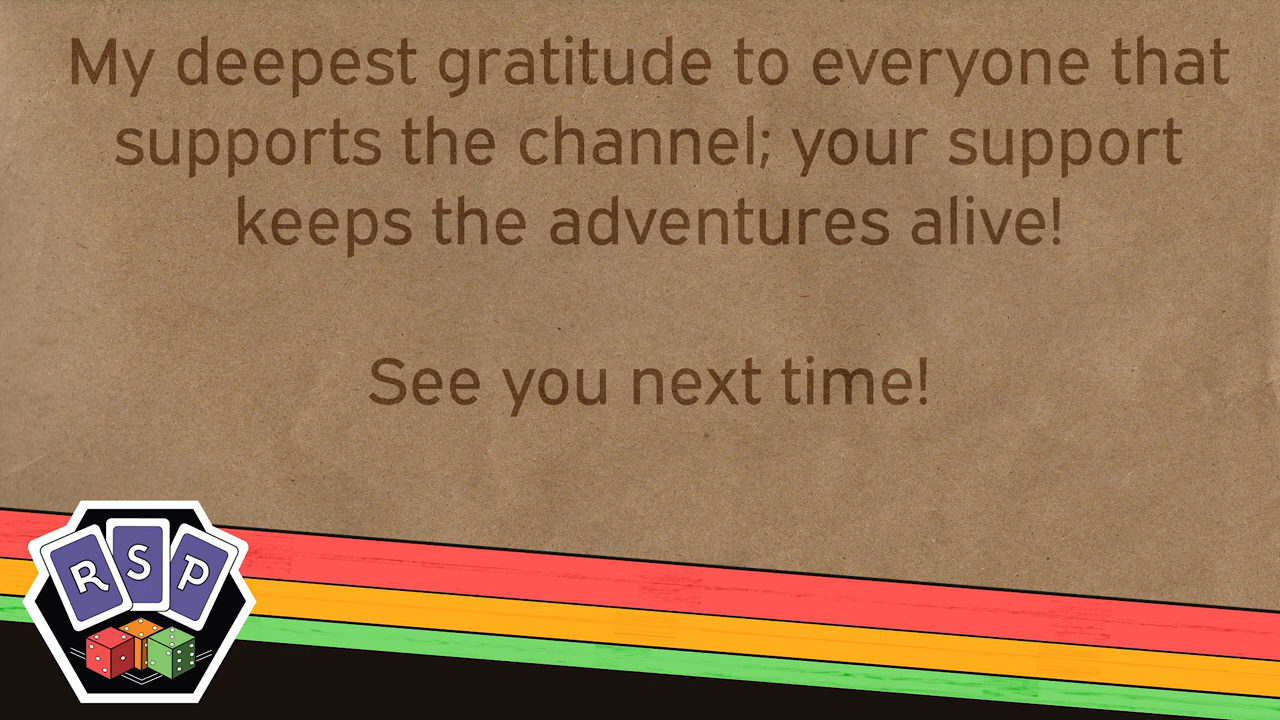 My deepest gratitude to everyone that
supports the channel; your support
keeps the adventures alive!
See you next time!
R S P